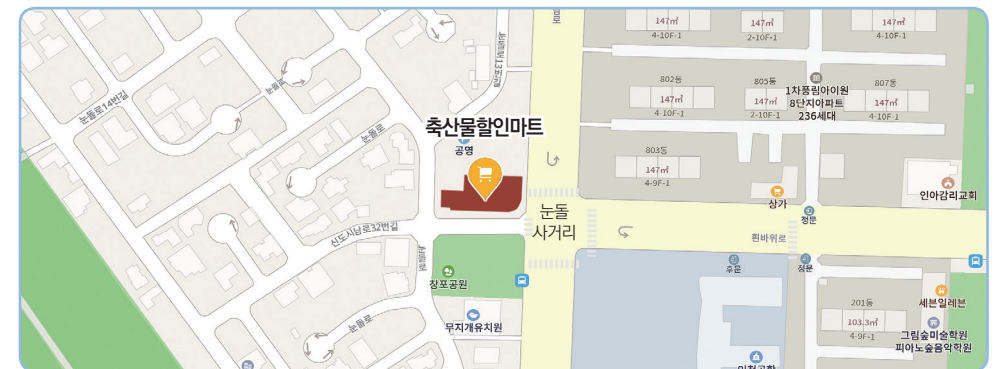 147㎡
4-10F-1
147㎡
2-10F-1
147㎡
4-10F-1
802동
147㎡
4-10F-1
805동
147㎡
2-10F-1
1차풍림아이원
8단지아파트
236세대
807동
147㎡
4-10F-1
눈돌로14번길
눈돌로
축산물할인마트
공영
803동
147㎡
4-9F-1
상가
정문
인아감리교회
눈돌
사거리
흰바위로
신도시남로32번길
창포공원
무지개유치원
눈돌로
후문
정문
201동
103.3㎡
4-9F-1
세븐일레븐
그림숲미술학원
피아노숲음악학원